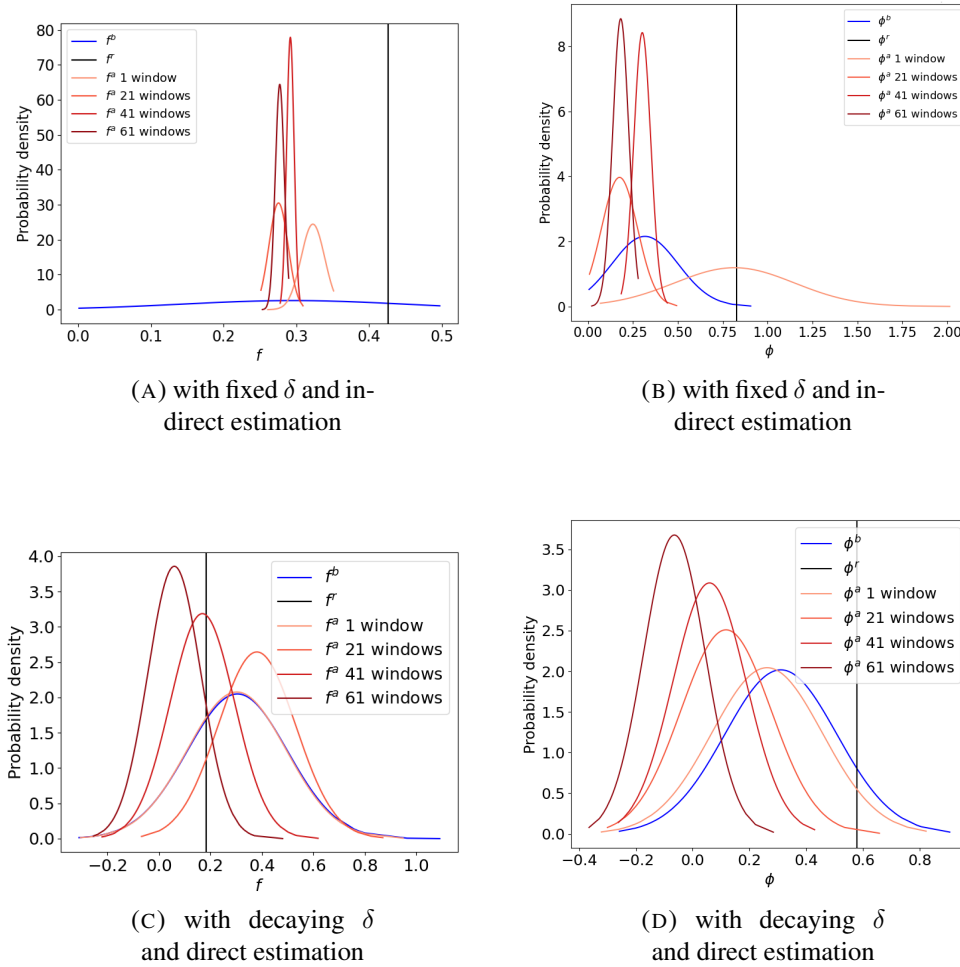 80
70
60
50
40
30
20
10
0
Probability density
f^b
f^r
f^a 1 window
f^a 21 windows
f^a 41 windows
f^a 61 windows
0.0 0.1 0.2 0.3 0.4 0.5
f
(A) with fixed δ and in-
direct estimation
8
6
4
2
0
Probability density
ϕ^b
ϕ^r
ϕ^a 1 window
ϕ^a 21 windows
ϕ^a 41 windows
ϕ^a 61 windows
0.00 0.25 0.50 0.75 1.00 1.25 1.50 1.75 2.00
ϕ
(B) with fixed δ and in-
direct estimation
4.0
3.5
3.0
2.5
2.0
1.5
1.0
0.5
0.0
Probability density
f^b
f^r
f^a 1 window
f^a 21 windows
f^a 41 windows
f^a 61 windows
−0.2 0.0 0.2 0.4 0.6 0.8 1.0
f
(C) with decaying δ
and direct estimation
3.5
3.0
2.5
2.0
1.5
1.0
0.5
0.0
Probability density
ϕ^b
ϕ^r
ϕ^a 1 window
ϕ^a 21 windows
ϕ^a 41 windows
ϕ^a 61 windows
−0.4 −0.2 0.0 0.2 0.4 0.6 0.8
ϕ
(D) with decaying δ
and direct estimation